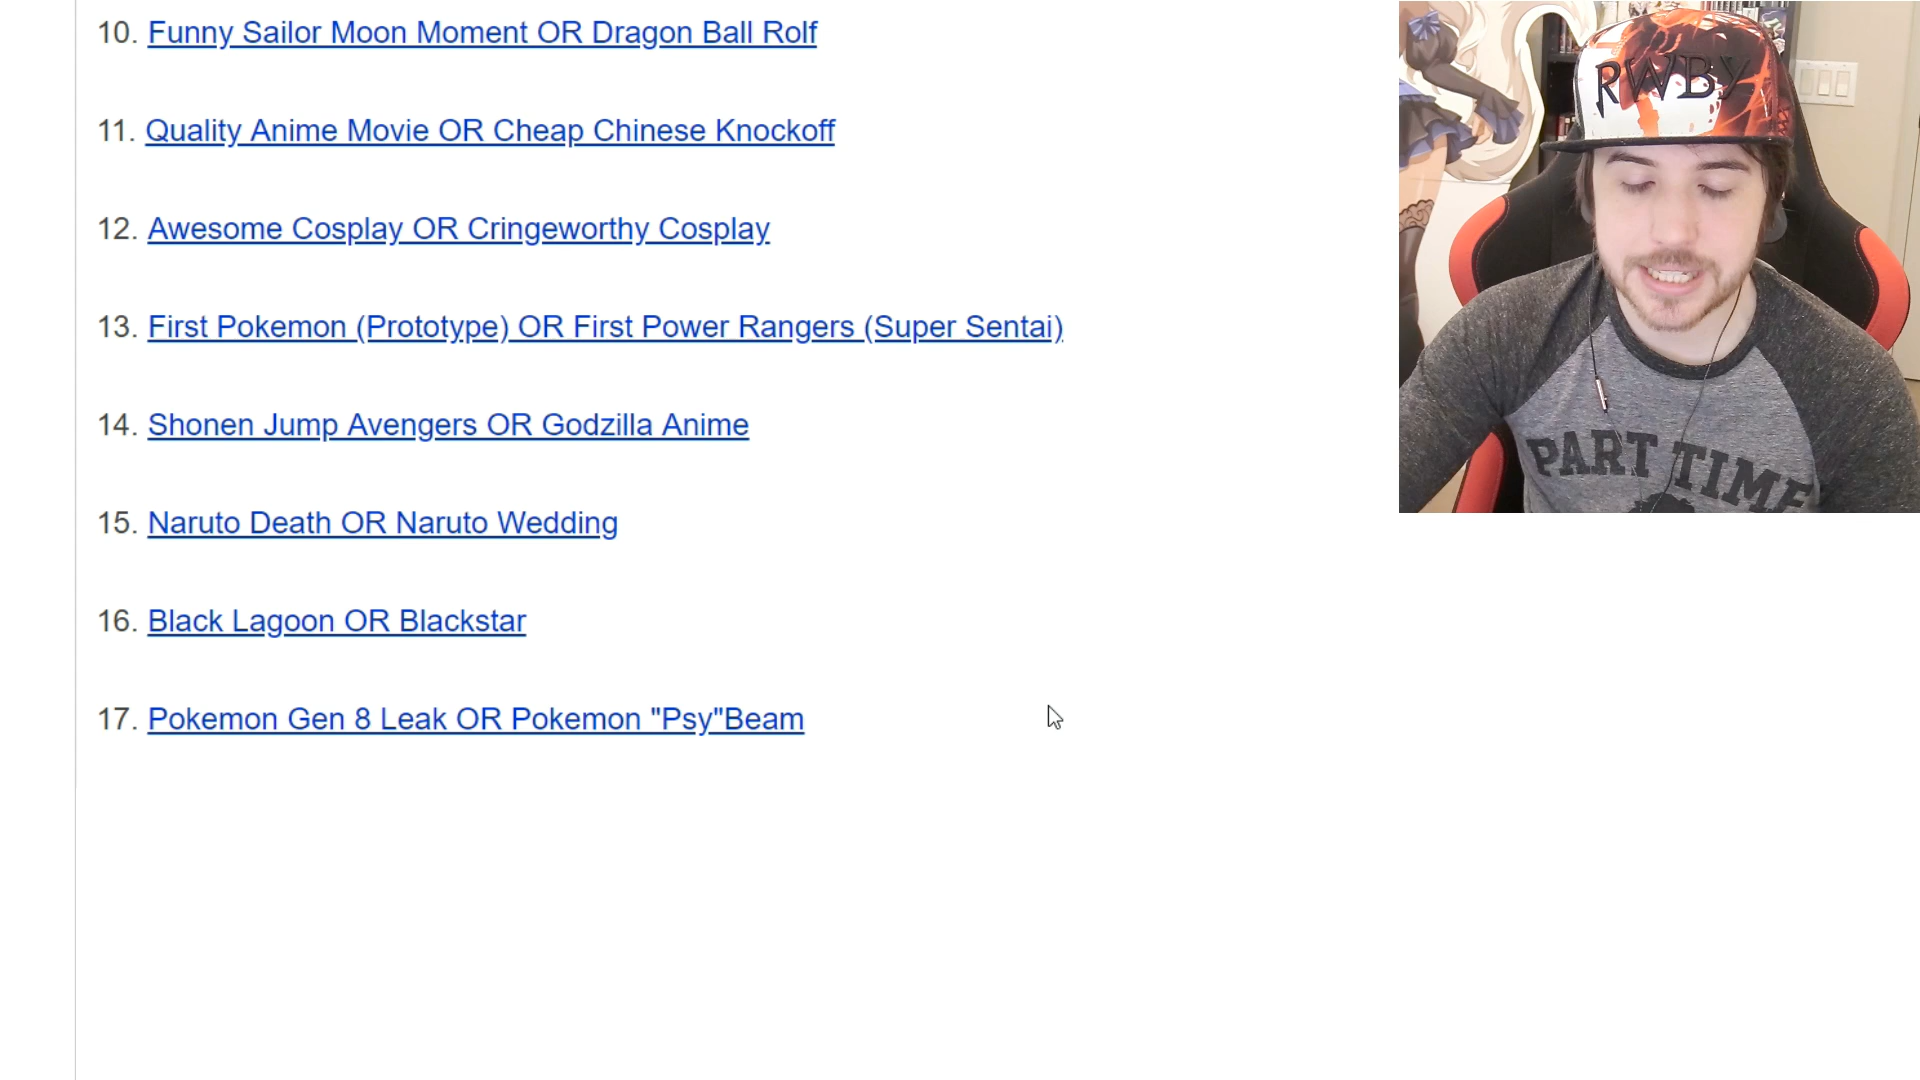 10. Funny Sailor Moon Moment OR Dragon Ball Rolf
11. Quality Anime Movie OR Cheap Chinese Knockoff
12. Awesome Cosplay OR Cringeworthy Cosplay
13. First Pokemon (Prototype) OR First Power Rangers (Super Sentai)
14. Shonen Jump Avengers OR Godzilla Anime
15. Naruto Death OR Naruto Wedding
16. Black Lagoon OR Blackstar
17. Pokemon Gen 8 Leak OR Pokemon "Psy"Beam
RWBY
PART TIME